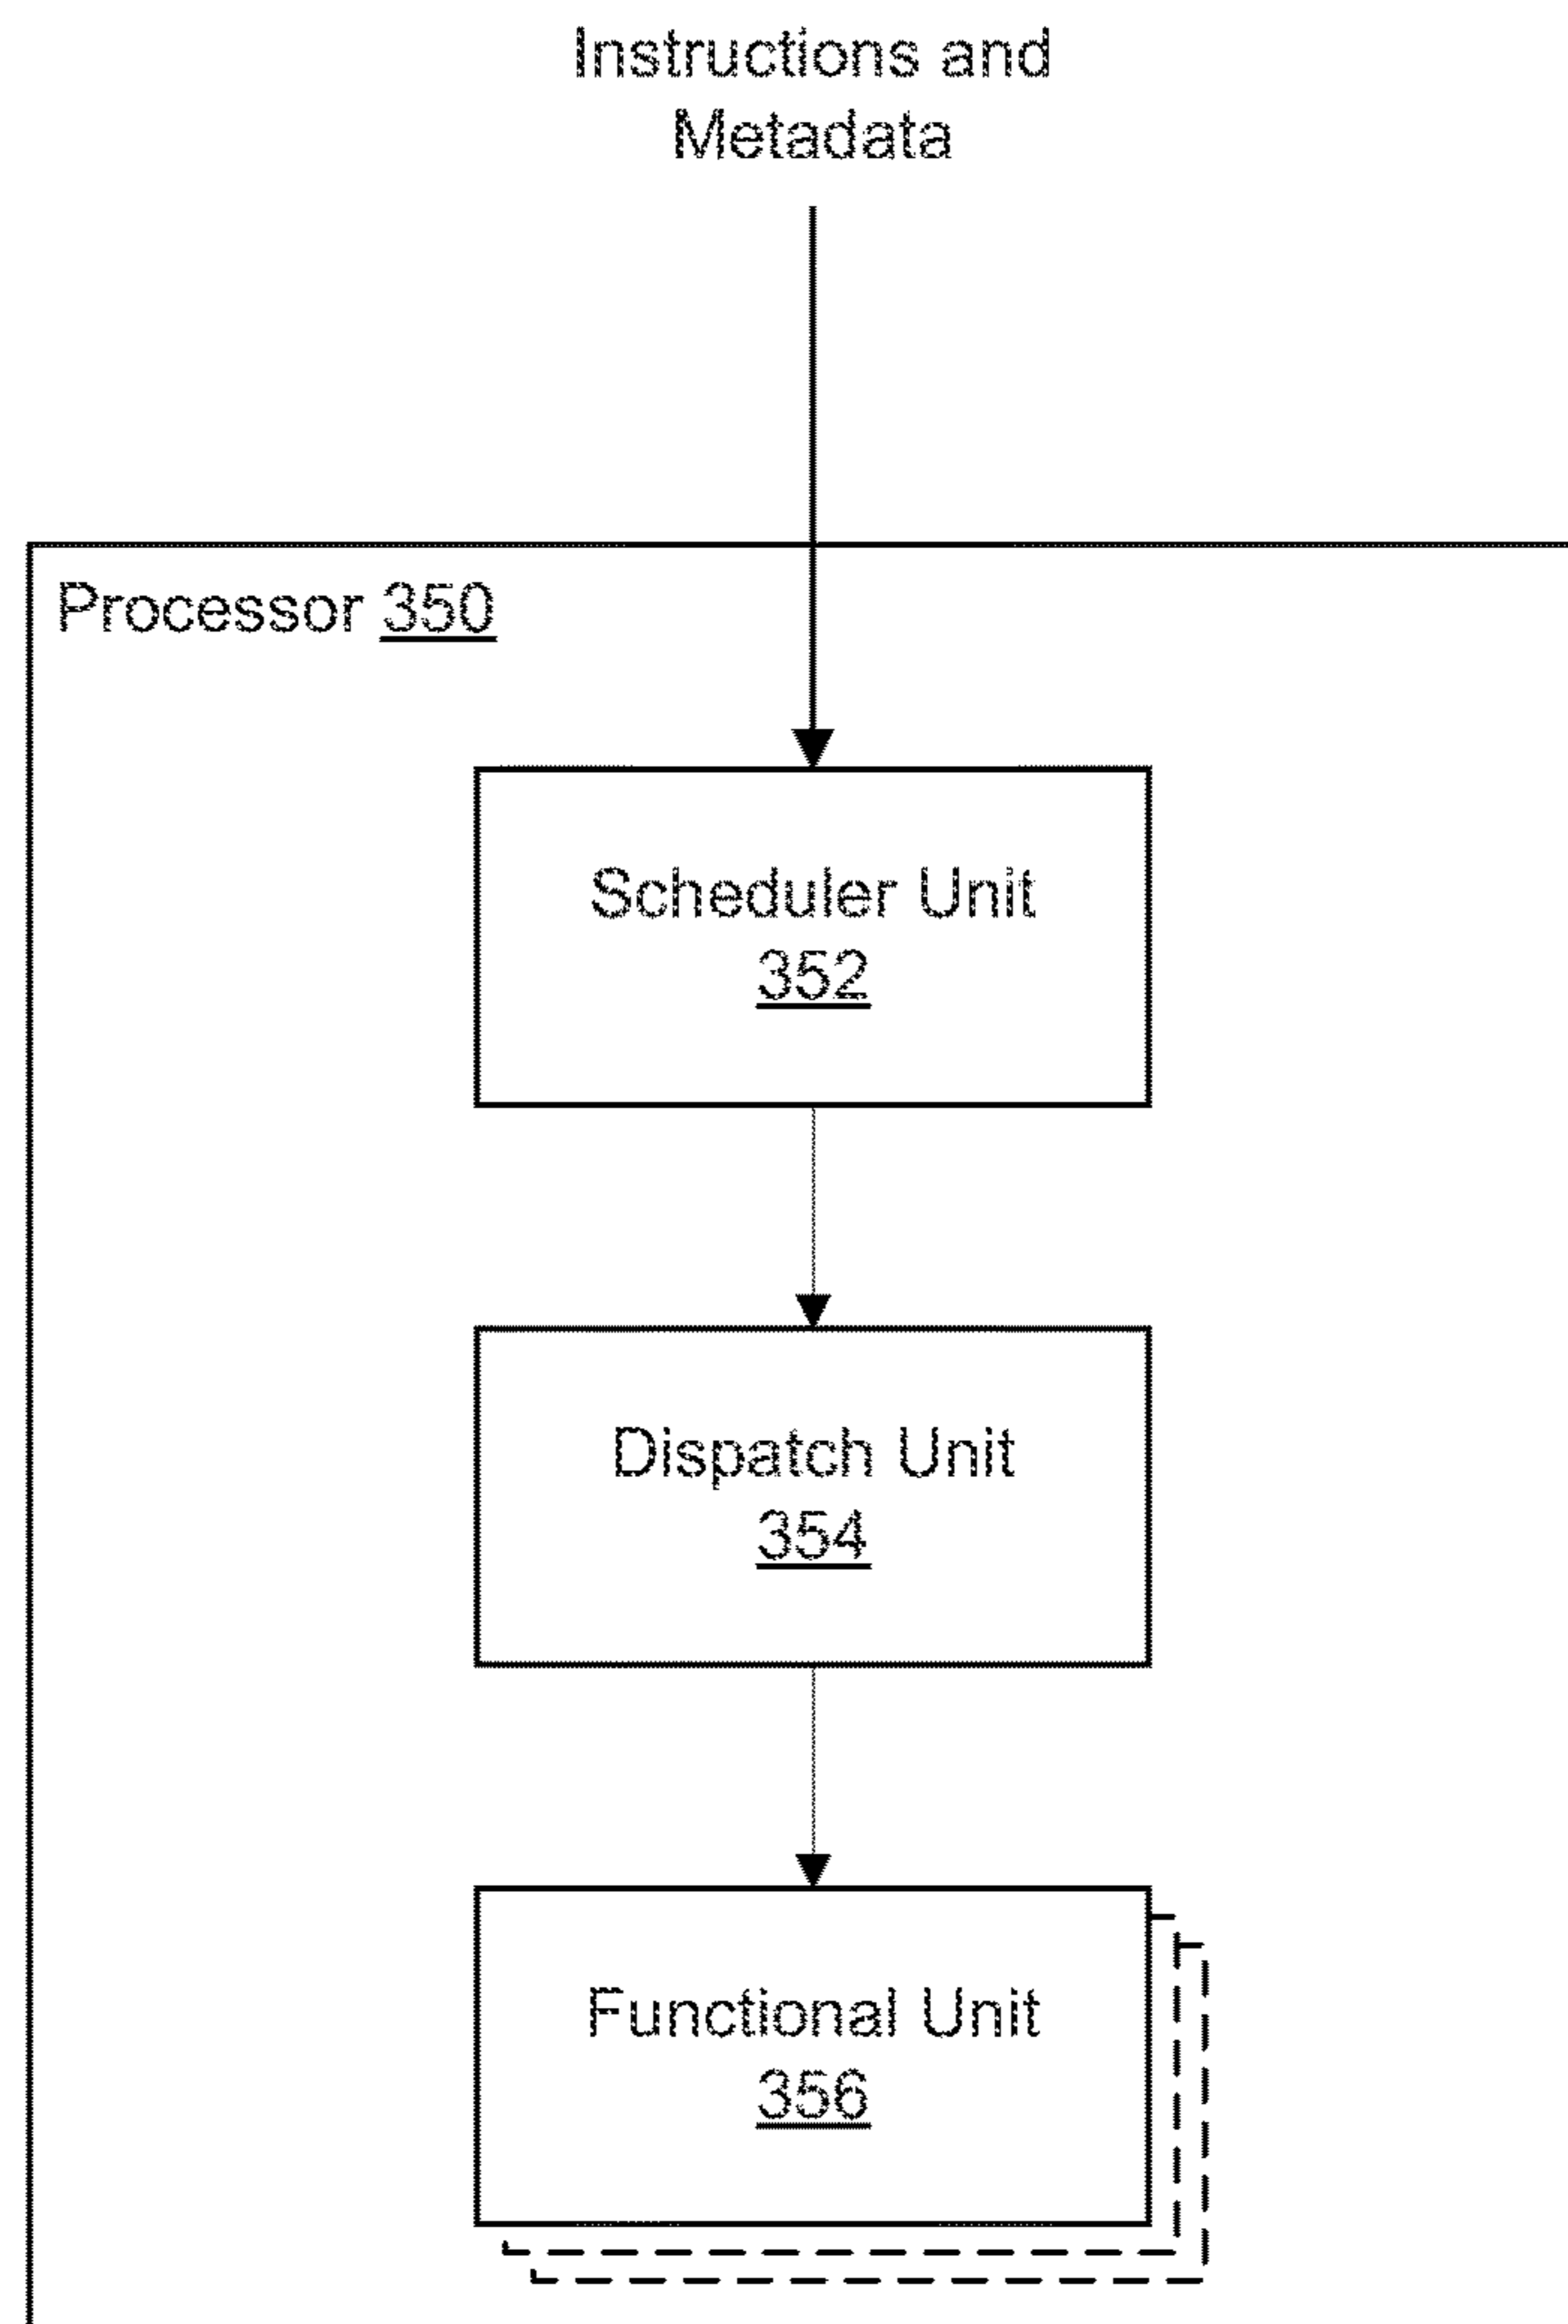 Instructions and
Metadata
Processor 350
Scheduler Unit
352
Dispatch Unit
354
Functional Unit
356